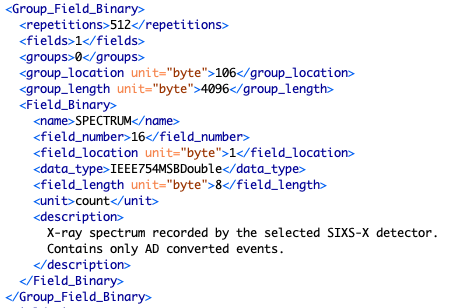 <Group_Field_Binary>
<repetitions>512</repetitions>
<fields>1</fields>
<groups>0</groups>
<group_location unit="byte">106</group_location>
<group_length unit="byte">4096</group_length>
<Field_Binary>
<name>SPECTRUM</name>
<field_number>16</field_number>
<field_location unit="byte">1</field_location>
<data_type>IEEE754MSBDouble</data_type>
<field_length unit="byte">8</field_length>
<unit>count</unit>
<description>
X-ray spectrum recorded by the selected SIXS-X detector.
Contains only AD converted events.
</description>
</Field_Binary>
</Group_Field_Binary>